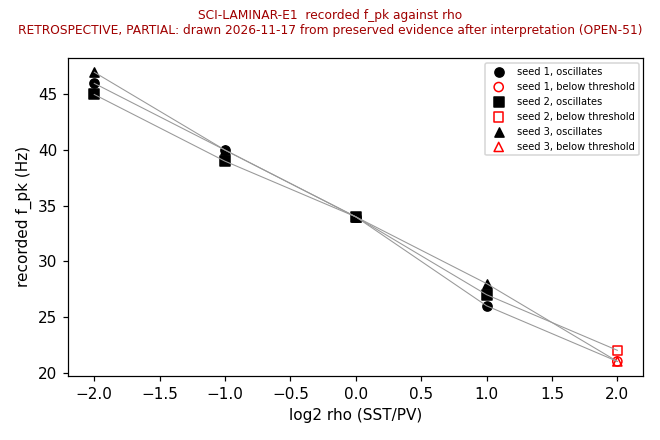 SCI-LAMINAR-E1  recorded f_pk against rho
RETROSPECTIVE, PARTIAL: drawn 2026-11-17 from preserved evidence after interpretation (OPEN-51)
seed 1, oscillates
seed 1, below threshold
seed 2, oscillates
seed 2, below threshold
seed 3, oscillates
seed 3, below threshold
recorded f_pk (Hz)
45
40
35
30
25
20
−2.0 −1.5 −1.0 −0.5 0.0 0.5 1.0 1.5 2.0
log2 rho (SST/PV)